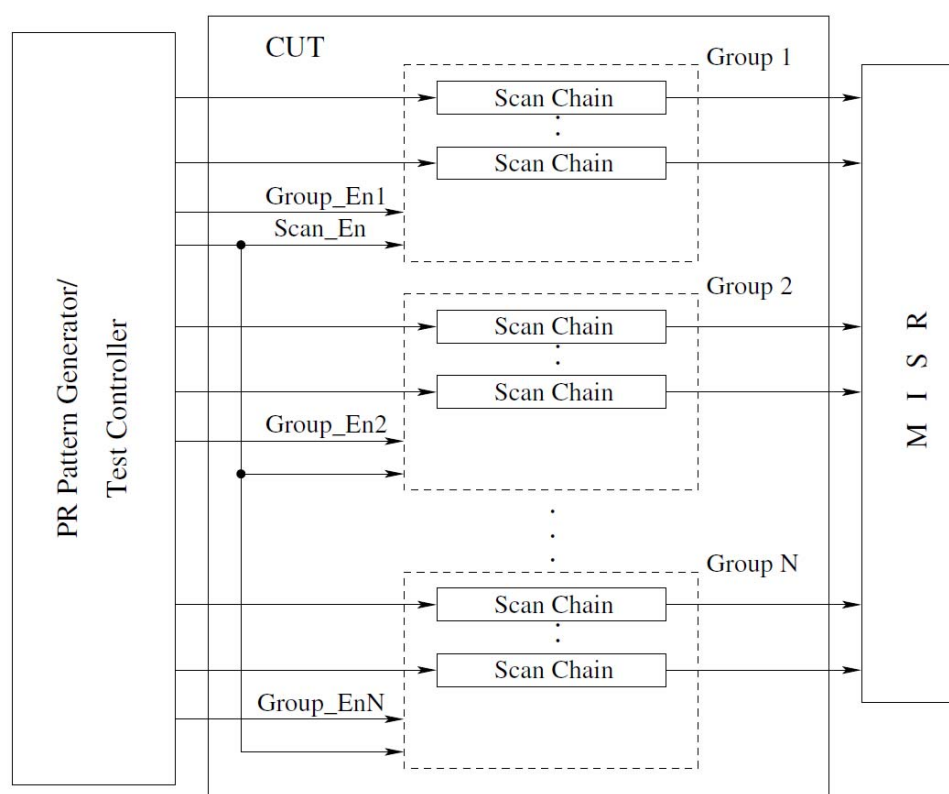 CUT
Group 1
Scan Chain
Scan Chain
Group_En1
Scan_En
Group 2
Scan Chain
Scan Chain
Group_En2
Group N
Scan Chain
Scan Chain
Group_EnN
PR Pattern Generator/
Test Controller
M I S R